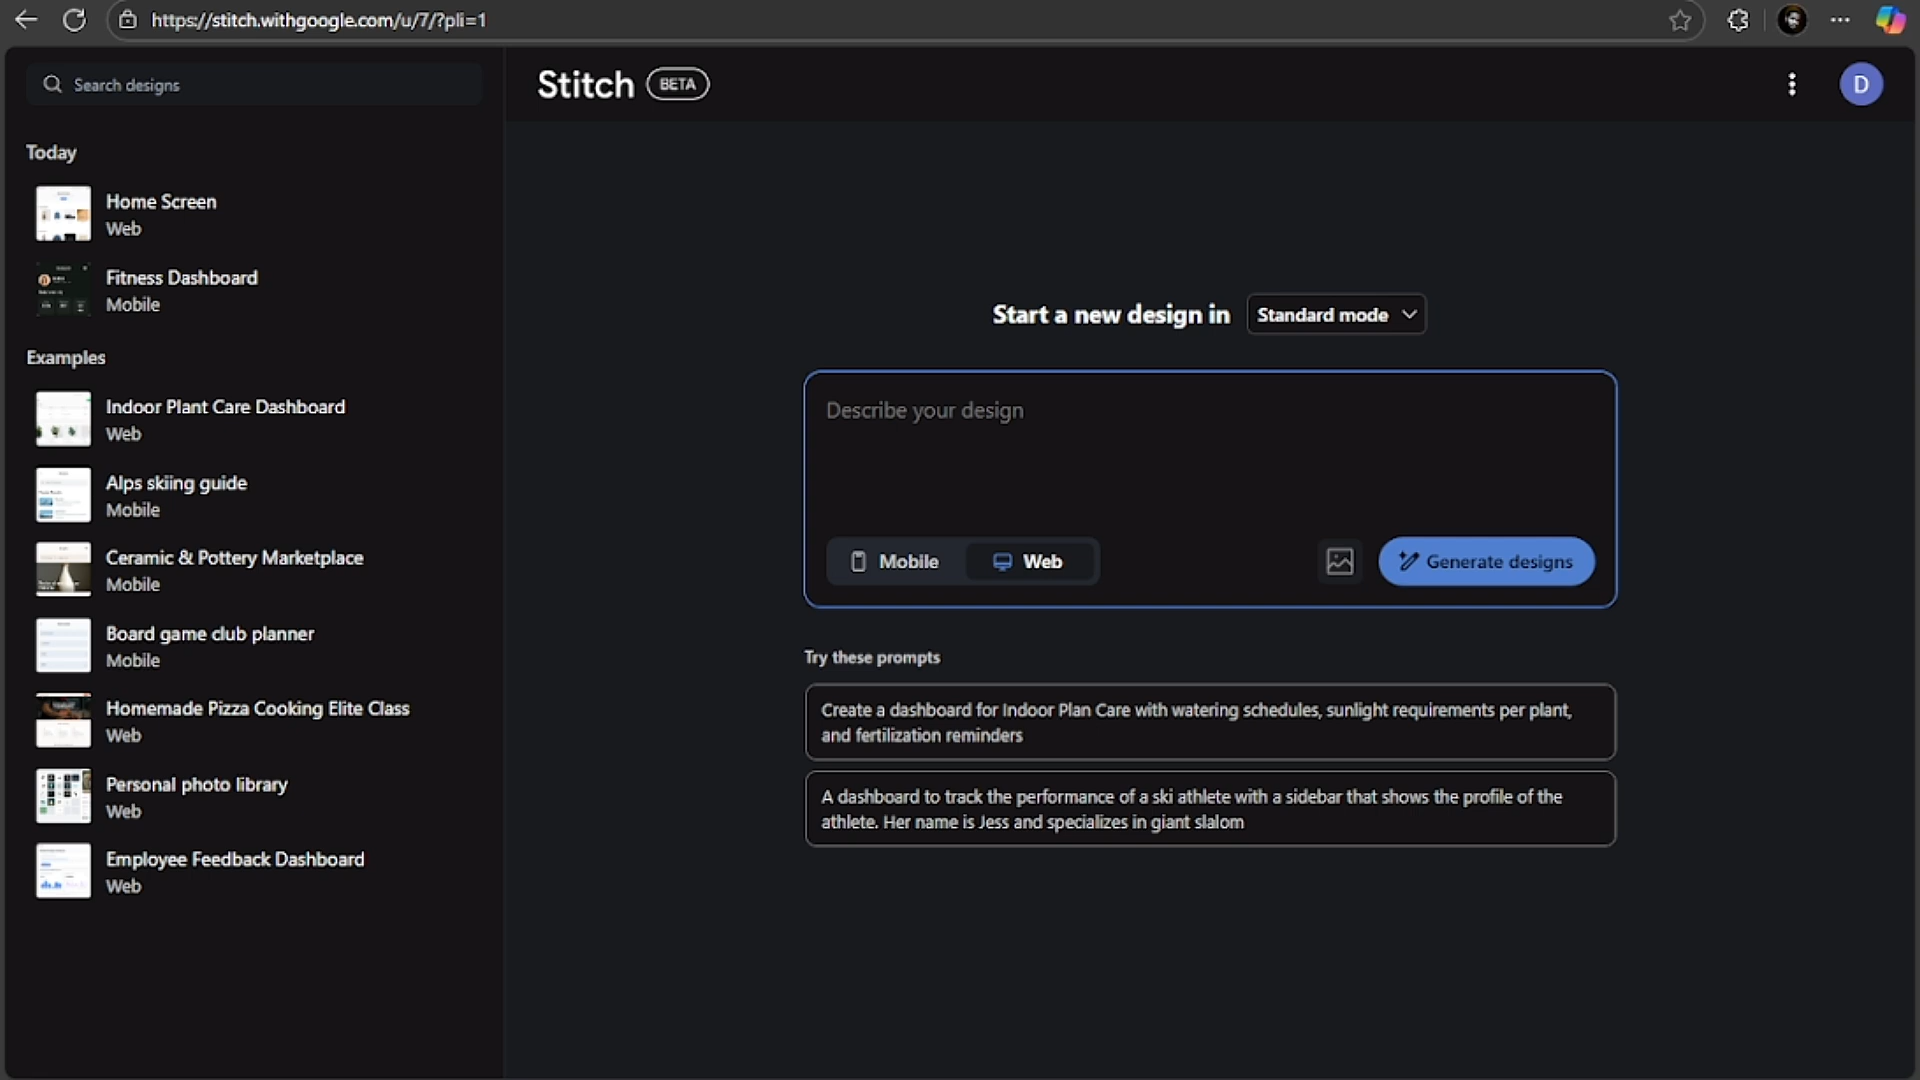 https://stitch.withgoogle.com/u/7/?pli=1
Search designs
Stitch BETA
D
Today
Home Screen
Web
Fitness Dashboard
Mobile
Examples
Indoor Plant Care Dashboard
Web
Alps skiing guide
Mobile
Ceramic & Pottery Marketplace
Mobile
Board game club planner
Mobile
Homemade Pizza Cooking Elite Class
Web
Personal photo library
Web
Employee Feedback Dashboard
Web
Start a new design in Standard mode
Describe your design
Mobile Web Generate designs
Try these prompts
Create a dashboard for Indoor Plan Care with watering schedules, sunlight requirements per plant,
and fertilization reminders
A dashboard to track the performance of a ski athlete with a sidebar that shows the profile of the
athlete. Her name is Jess and specializes in giant slalom